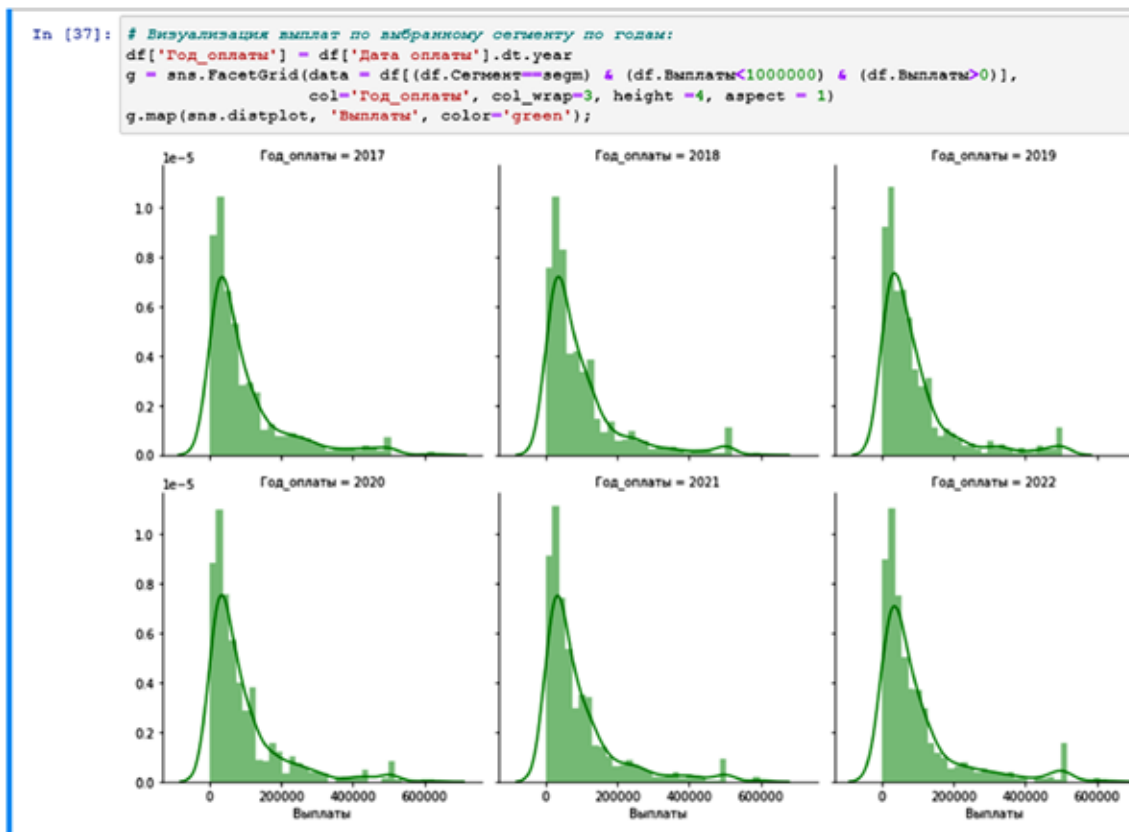 In [37]: # Визуализация выплат по выбранному сегменту по годам:
df['Год_оплаты'] = df['Дата оплаты'].dt.year
g = sns.FacetGrid(data = df[(df.Сегмент==segm) & (df.Выплаты<1000000) & (df.Выплаты>0)],
col='Год_оплаты', col_wrap=3, height =4, aspect = 1)
g.map(sns.distplot, 'Выплаты', color='green');
1e-5
Год_оплаты = 2017
Год_оплаты = 2018
Год_оплаты = 2019
1.0
0.8
0.6
0.4
0.2
0.0
1e-5
Год_оплаты = 2020
Год_оплаты = 2021
Год_оплаты = 2022
1.0
0.8
0.6
0.4
0.2
0.0
0 200000 400000 600000
0 200000 400000 600000
0 200000 400000 600000
Выплаты
Выплаты
Выплаты